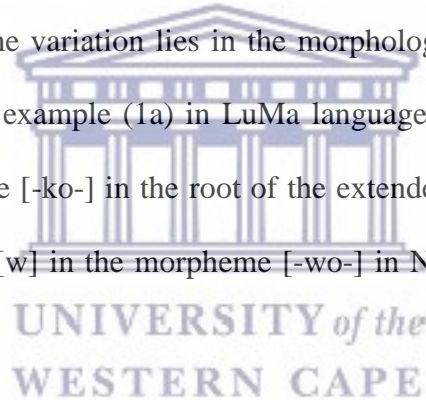 ne variation lies in the morpholog
example (1a) in LuMa language
e [-ko-] in the root of the extende
[w] in the morpheme [-wo-] in N
UNIVERSITY of the
WESTERN CAPE